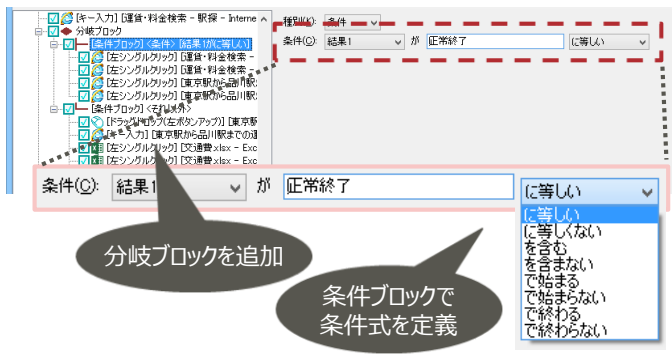 [キー入力] [運賃・料金検索 - 駅探 - Interne
分岐ブロック
[条件ブロック] <条件> [結果1が に等しい]
[左シングルクリック] [運賃・料金検索 -
[左シングルクリック] [運賃・料金検索 -
[左シングルクリック] [東京駅から品川駅
[左シングルクリック] [東京駅から品川駅:
[条件ブロック] <それ以外>
[ドラッグドロップ(左ボタンアップ)] [東京駅
[キー入力] [東京駅から品川駅までの運
[左シングルクリック] [交通費.xlsx - Exc
[左シングルクリック] [交通費.xlsx - Exc
種別(K): 条件
条件(C): 結果1 が 正常終了 に等しい
条件(C): 結果1 が 正常終了 に等しい
に等しい
に等しくない
を含む
を含まない
で始まる
で始まらない
で終わる
で終わらない
分岐ブロックを追加
条件ブロックで
条件式を定義